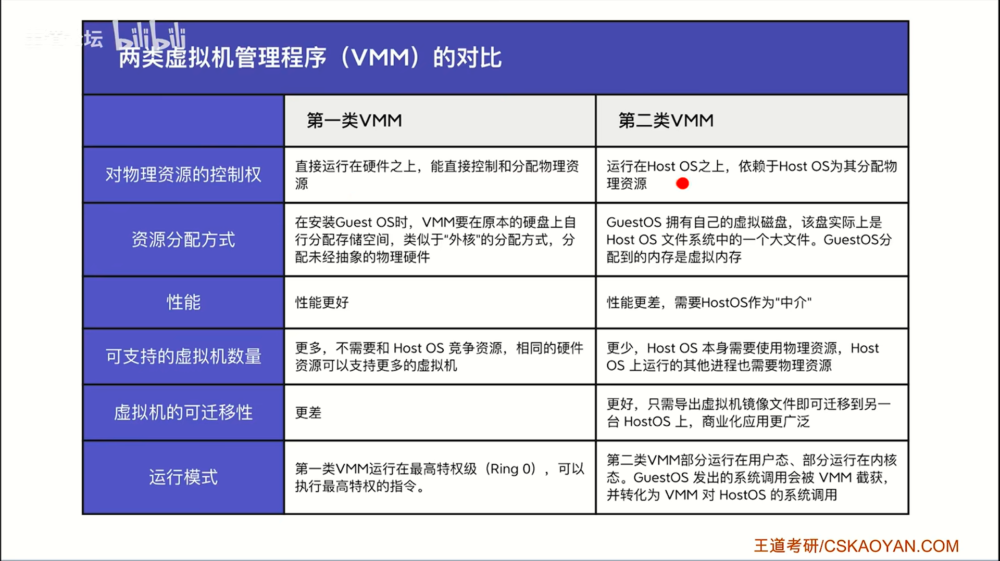 坛 bilibili
两类虚拟机管理程序（VMM）的对比
第一类VMM
第二类VMM
对物理资源的控制权
直接运行在硬件之上，能直接控制和分配物理资
源
运行在Host OS之上，依赖于Host OS为其分配物
理资源
资源分配方式
在安装Guest OS时，VMM要在原本的硬盘上自
行分配存储空间，类似于“外核”的分配方式，分
配未经抽象的物理硬件
GuestOS 拥有自己的虚拟磁盘，该盘实际上是
Host OS 文件系统中的一个大文件。GuestOS分
配到的内存是虚拟内存
性能
性能更好
性能更差，需要HostOS作为“中介”
可支持的虚拟机数量
更多，不需要和 Host OS 竞争资源，相同的硬件
资源可以支持更多的虚拟机
更少，Host OS 本身需要使用物理资源，Host
OS 上运行的其他进程也需要物理资源
虚拟机的可迁移性
更差
更好，只需导出虚拟机镜像文件即可迁移到另一
台 HostOS 上，商业化应用更广泛
运行模式
第一类VMM运行在最高特权级（Ring 0），可以
执行最高特权的指令。
第二类VMM部分运行在用户态、部分运行在内核
态。GuestOS 发出的系统调用会被 VMM 截获，
并转化为 VMM 对 HostOS 的系统调用
王道考研/CSKAOYAN.COM